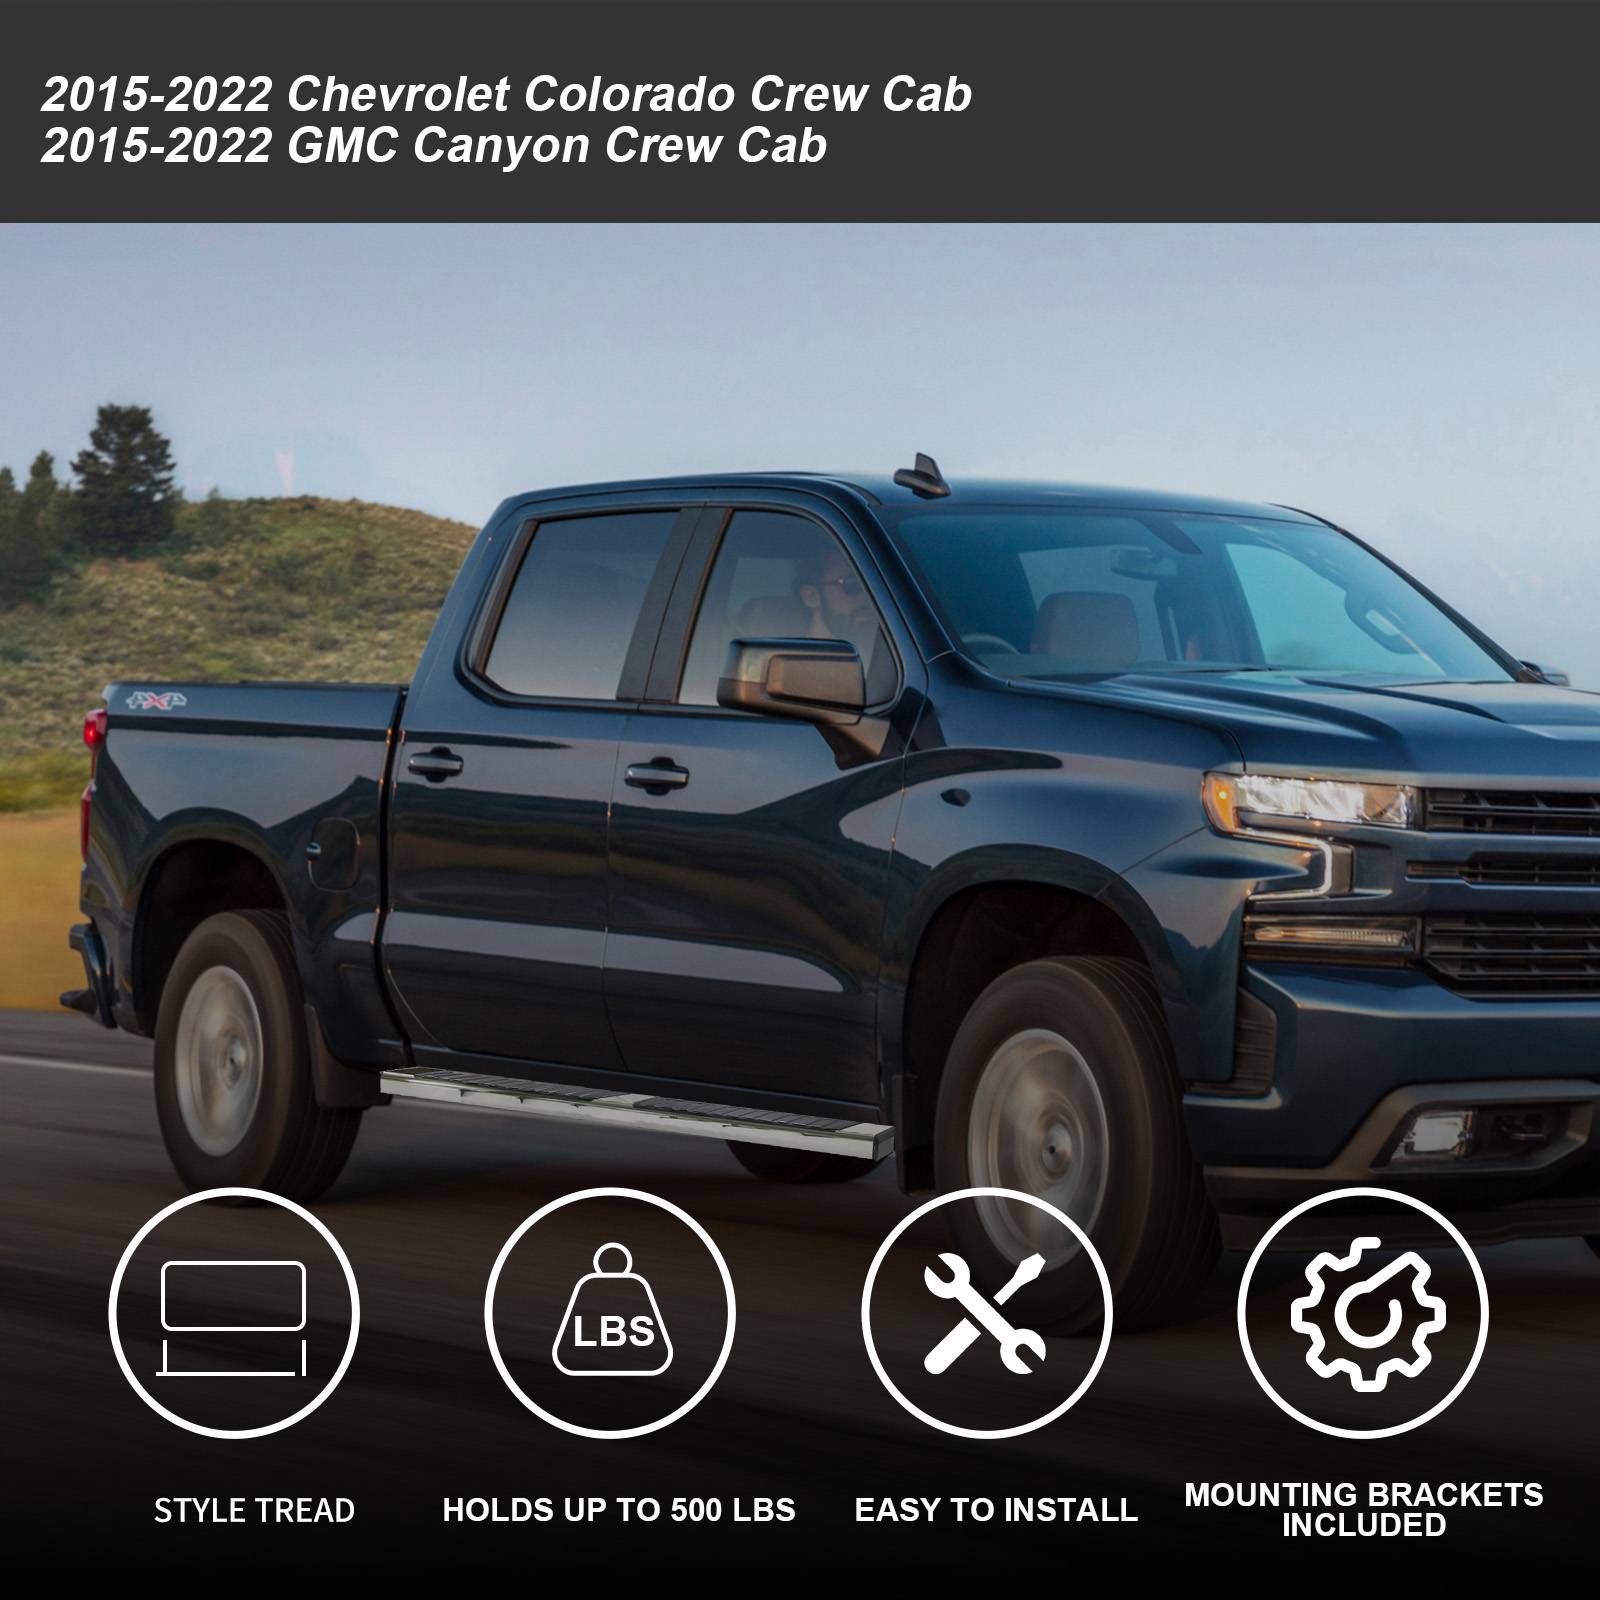 2015-2022 Chevrolet Colorado Crew Cab
2015-2022 GMC Canyon Crew Cab
4X4
LBS
STYLE TREAD
HOLDS UP TO 500 LBS
EASY TO INSTALL
MOUNTING BRACKETS
INCLUDED